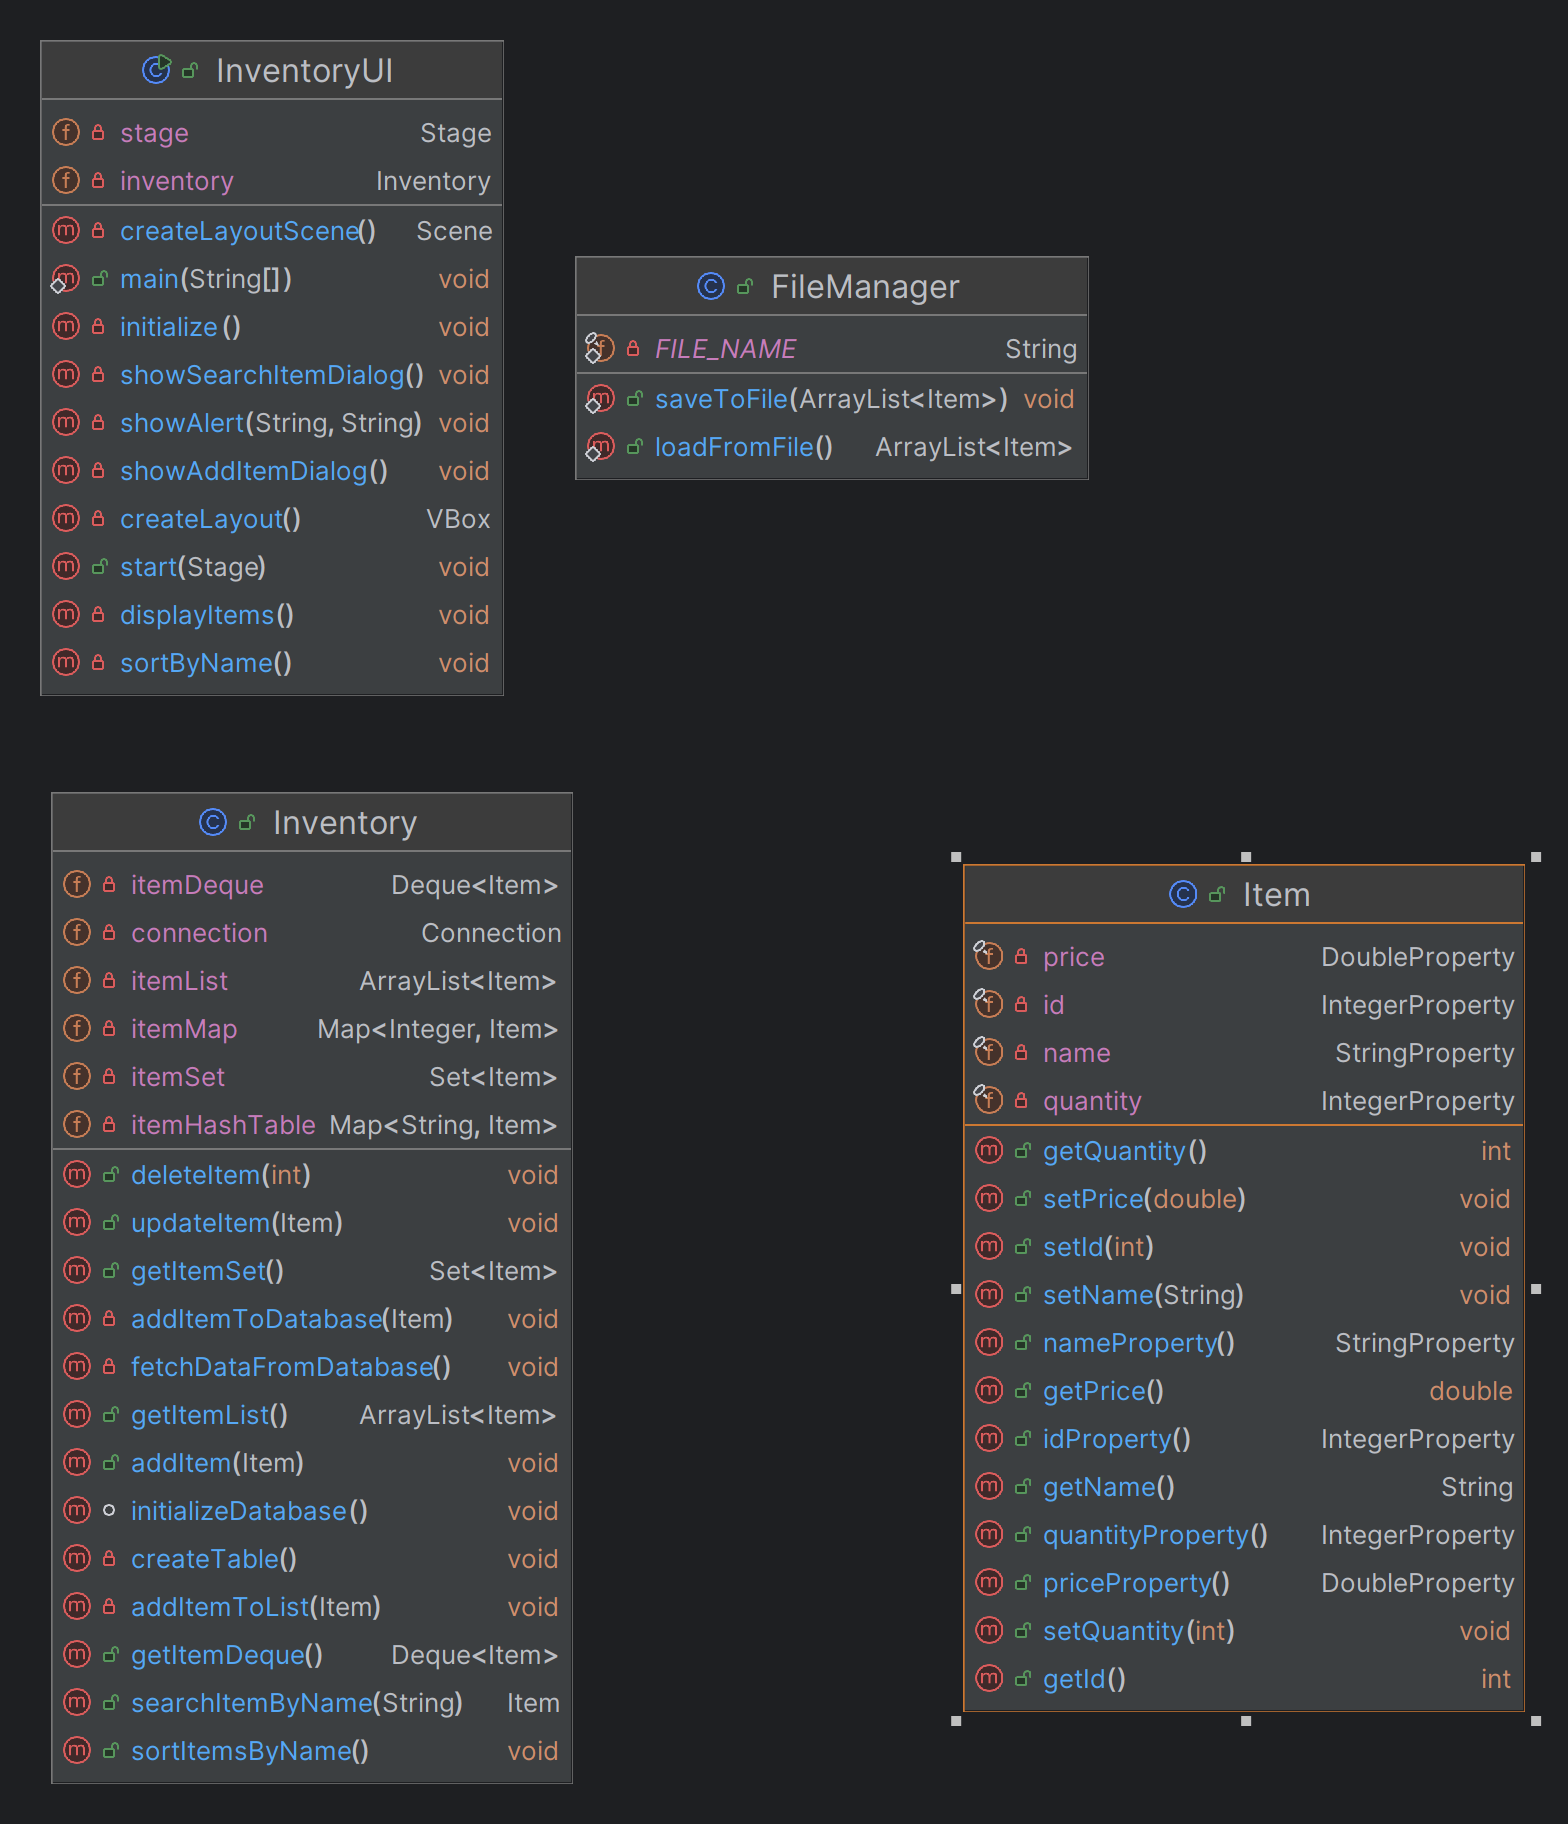 InventoryUI
stage Stage
inventory Inventory
createLayoutScene() Scene
main(String[]) void
initialize() void
showSearchItemDialog() void
showAlert(String, String) void
showAddItemDialog() void
createLayout() VBox
start(Stage) void
displayItems() void
sortByName() void
FileManager
FILE_NAME String
saveToFile(ArrayList<Item>) void
loadFromFile() ArrayList<Item>
Inventory
itemDeque Deque<Item>
connection Connection
itemList ArrayList<Item>
itemMap Map<Integer, Item>
itemSet Set<Item>
itemHashTable Map<String, Item>
deleteItem(int) void
updateItem(Item) void
getItemSet() Set<Item>
addItemToDatabase(Item) void
fetchDataFromDatabase() void
getItemList() ArrayList<Item>
addItem(Item) void
initializeDatabase() void
createTable() void
addItemToList(Item) void
getItemDeque() Deque<Item>
searchItemByName(String) Item
sortItemsByName() void
Item
price DoubleProperty
id IntegerProperty
name StringProperty
quantity IntegerProperty
getQuantity() int
setPrice(double) void
setId(int) void
setName(String) void
nameProperty() StringProperty
getPrice() double
idProperty() IntegerProperty
getName() String
quantityProperty() IntegerProperty
priceProperty() DoubleProperty
setQuantity(int) void
getId() int